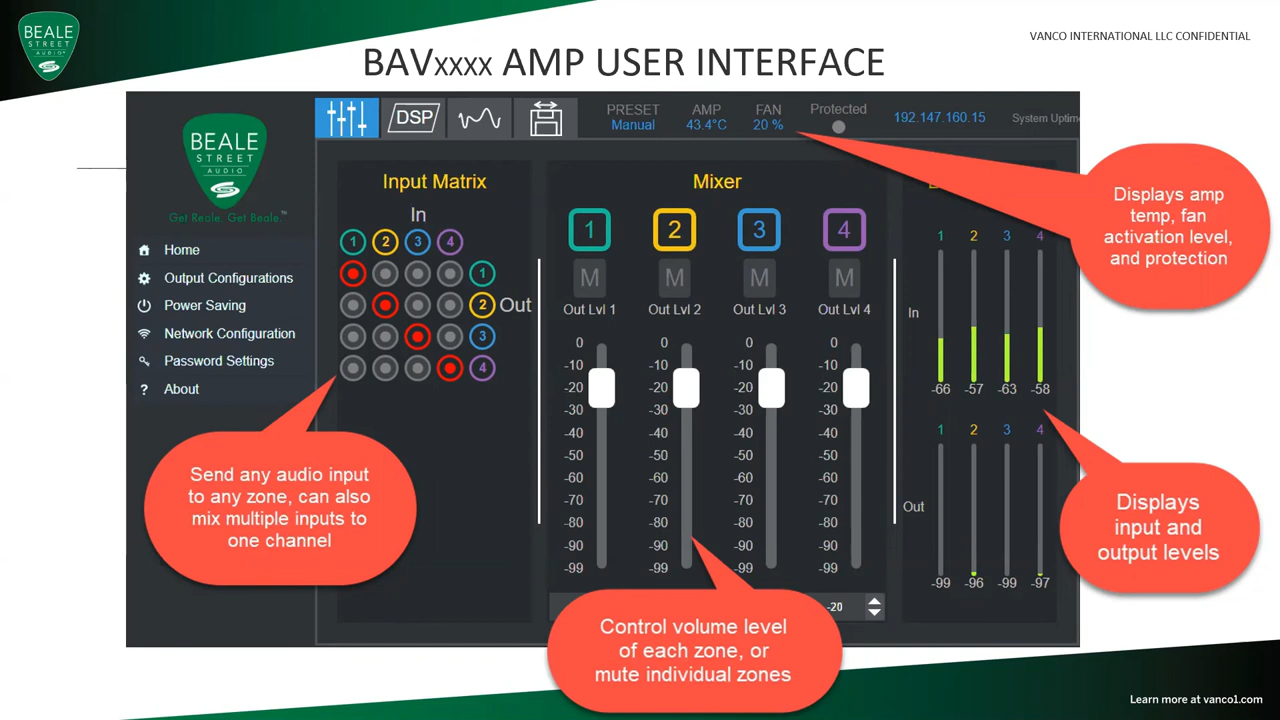 BEALE
STREET
AUDIO
VANCO INTERNATIONAL LLC CONFIDENTIAL
BAVxxxx AMP USER INTERFACE
BEALE
STREET
AUDIO
Get Reale. Get Beale.™
DSP
PRESET
Manual
AMP
43.4°C
FAN
20 %
Protected
192.147.160.15
System Uptime
Home
Output Configurations
Power Saving
Network Configuration
Password Settings
? About
Input Matrix
In
1 2 3 4
1
2 Out
3
4
Mixer
1 2 3 4
M M M M
Out Lvl 1 Out Lvl 2 Out Lvl 3 Out Lvl 4
0 0 0 0
-10 -10 -10 -10
-20 -20 -20 -20
-30 -30 -30 -30
-40 -40 -40 -40
-50 -50 -50 -50
-60 -60 -60 -60
-70 -70 -70 -70
-80 -80 -80 -80
-90 -90 -90 -90
-99 -99 -99 -99
-20
1 2 3 4
In
-66 -57 -63 -58
1 2 3 4
Out
-99 -96 -99 -97
Displays amp
temp, fan
activation level,
and protection
Send any audio input
to any zone, can also
mix multiple inputs to
one channel
Control volume level
of each zone, or
mute individual zones
Displays
input and
output levels
Learn more at vanco1.com